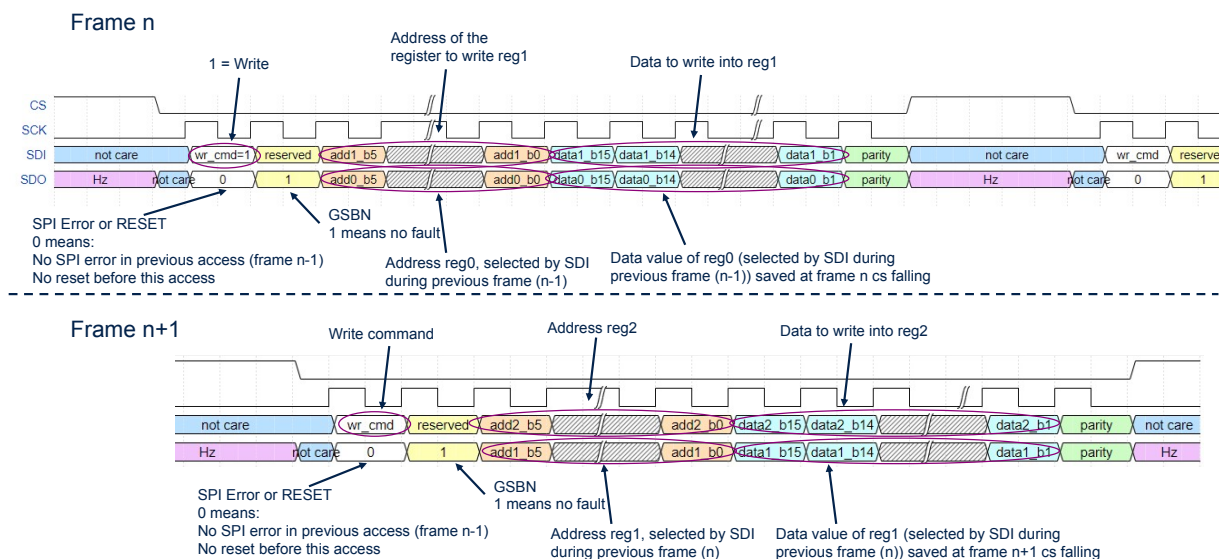 Frame n
1 = Write
Address of the
register to write reg1
Data to write into reg1
CS
SCK
SDI
not care
wr_cmd=1
reserved
add1_b5
add1_b0
data1_b15
data1_b14
data1_b1
parity
not care
wr_cmd
reserve
SDO
Hz
not care
0
1
add0_b5
add0_b0
data0_b15
data0_b14
data0_b1
parity
Hz
not care
0
1
SPI Error or RESET
0 means:
No SPI error in previous access (frame n-1)
No reset before this access
GSBN
1 means no fault
Address reg0, selected by SDI
during previous frame (n-1)
Data value of reg0 (selected by SDI during
previous frame (n-1)) saved at frame n cs falling
Frame n+1
Write command
Address reg2
Data to write into reg2
not care
wr_cmd
reserved
add2_b5
add2_b0
data2_b15
data2_b14
data2_b1
parity
not care
Hz
not care
0
1
add1_b5
add1_b0
data1_b15
data1_b14
data1_b1
parity
Hz
SPI Error or RESET
0 means:
No SPI error in previous access (frame n-1)
No reset before this access
GSBN
1 means no fault
Address reg1, selected by SDI
during previous frame (n)
Data value of reg1 (selected by SDI during
previous frame (n)) saved at frame n+1 cs falling